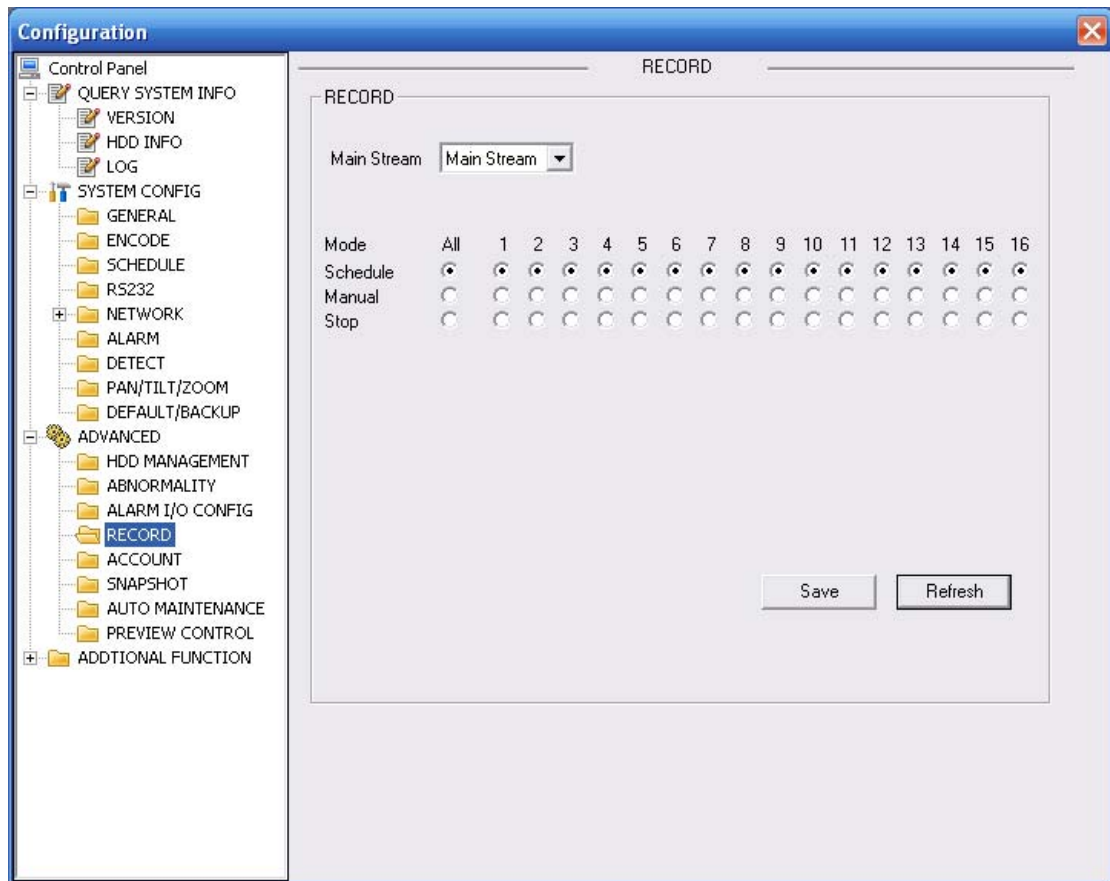 Configuration
Control Panel
QUERY SYSTEM INFO
VERSION
HDD INFO
LOG
SYSTEM CONFIG
GENERAL
ENCODE
SCHEDULE
RS232
NETWORK
ALARM
DETECT
PAN/TILT/ZOOM
DEFAULT/BACKUP
ADVANCED
HDD MANAGEMENT
ABNORMALITY
ALARM I/O CONFIG
RECORD
ACCOUNT
SNAPSHOT
AUTO MAINTENANCE
PREVIEW CONTROL
ADDTIONAL FUNCTION
RECORD
RECORD
Main Stream Main Stream
Mode All 1 2 3 4 5 6 7 8 9 10 11 12 13 14 15 16
Schedule
Manual
Stop
Save Refresh